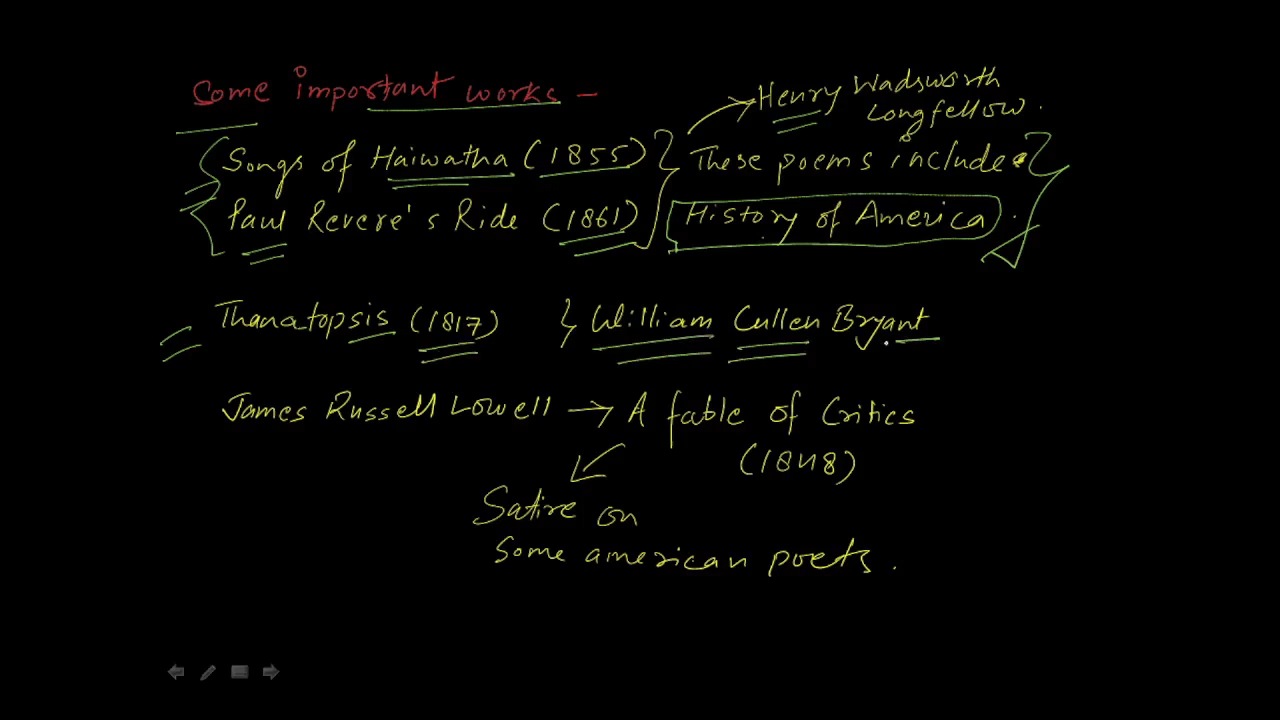 Some important works –
Henry Wadsworth
Longfellow.
Songs of Haiwatha (1855)
These poems include
Paul Revere's Ride (1861)
History of America.
Thanatopsis (1817) } William Cullen Bryant
James Russell Lowell → A fable of Critics
(1848)
Satire on
Some american poets.